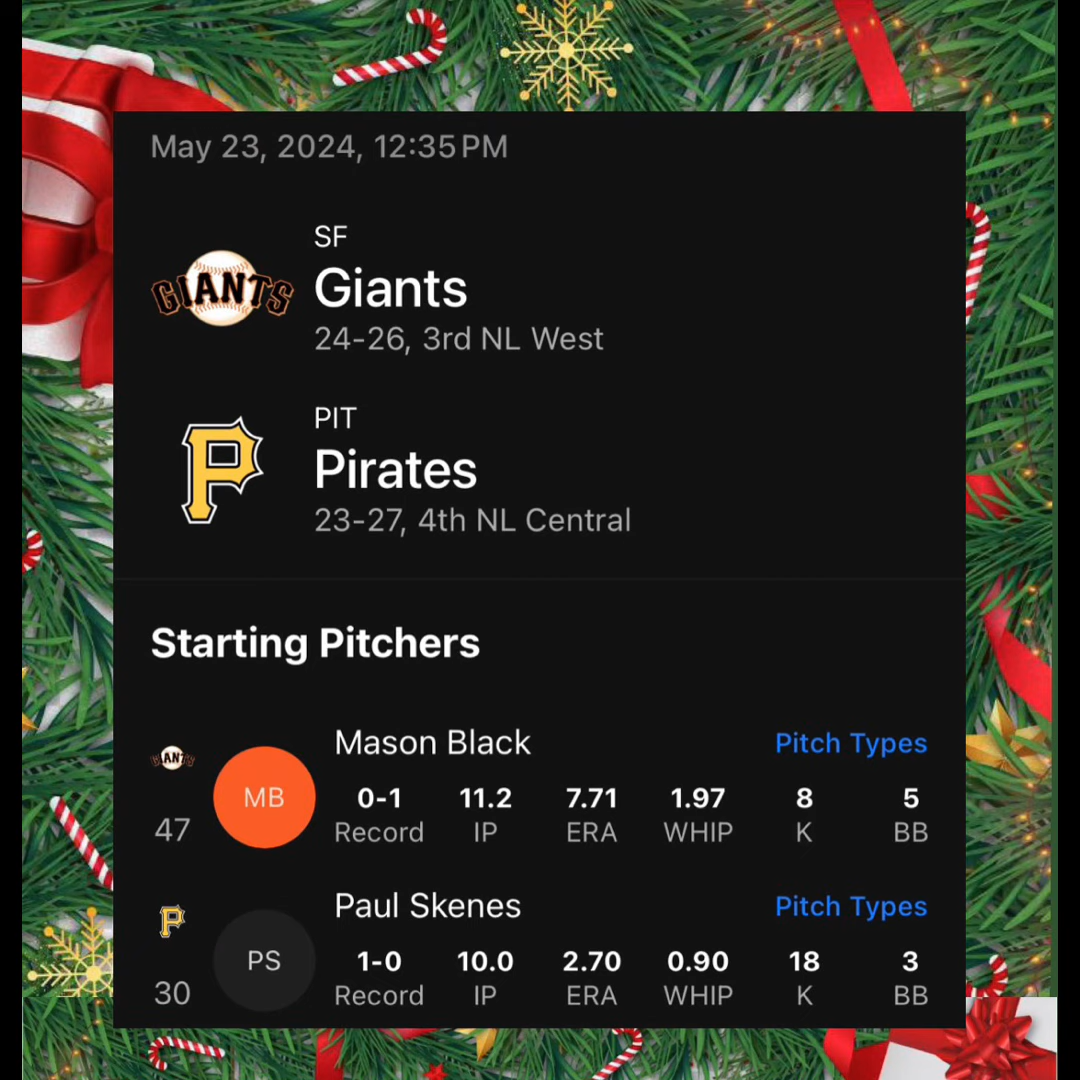 May 23, 2024, 12:35 PM
SF
GIANTS
Giants
24-26, 3rd NL West
PIT
P
Pirates
23-27, 4th NL Central
Starting Pitchers
Mason Black
Pitch Types
GIANTS
MB
0-1 11.2 7.71 1.97 8 5
47
Record IP ERA WHIP K BB
Paul Skenes
Pitch Types
P
PS
1-0 10.0 2.70 0.90 18 3
30
Record IP ERA WHIP K BB